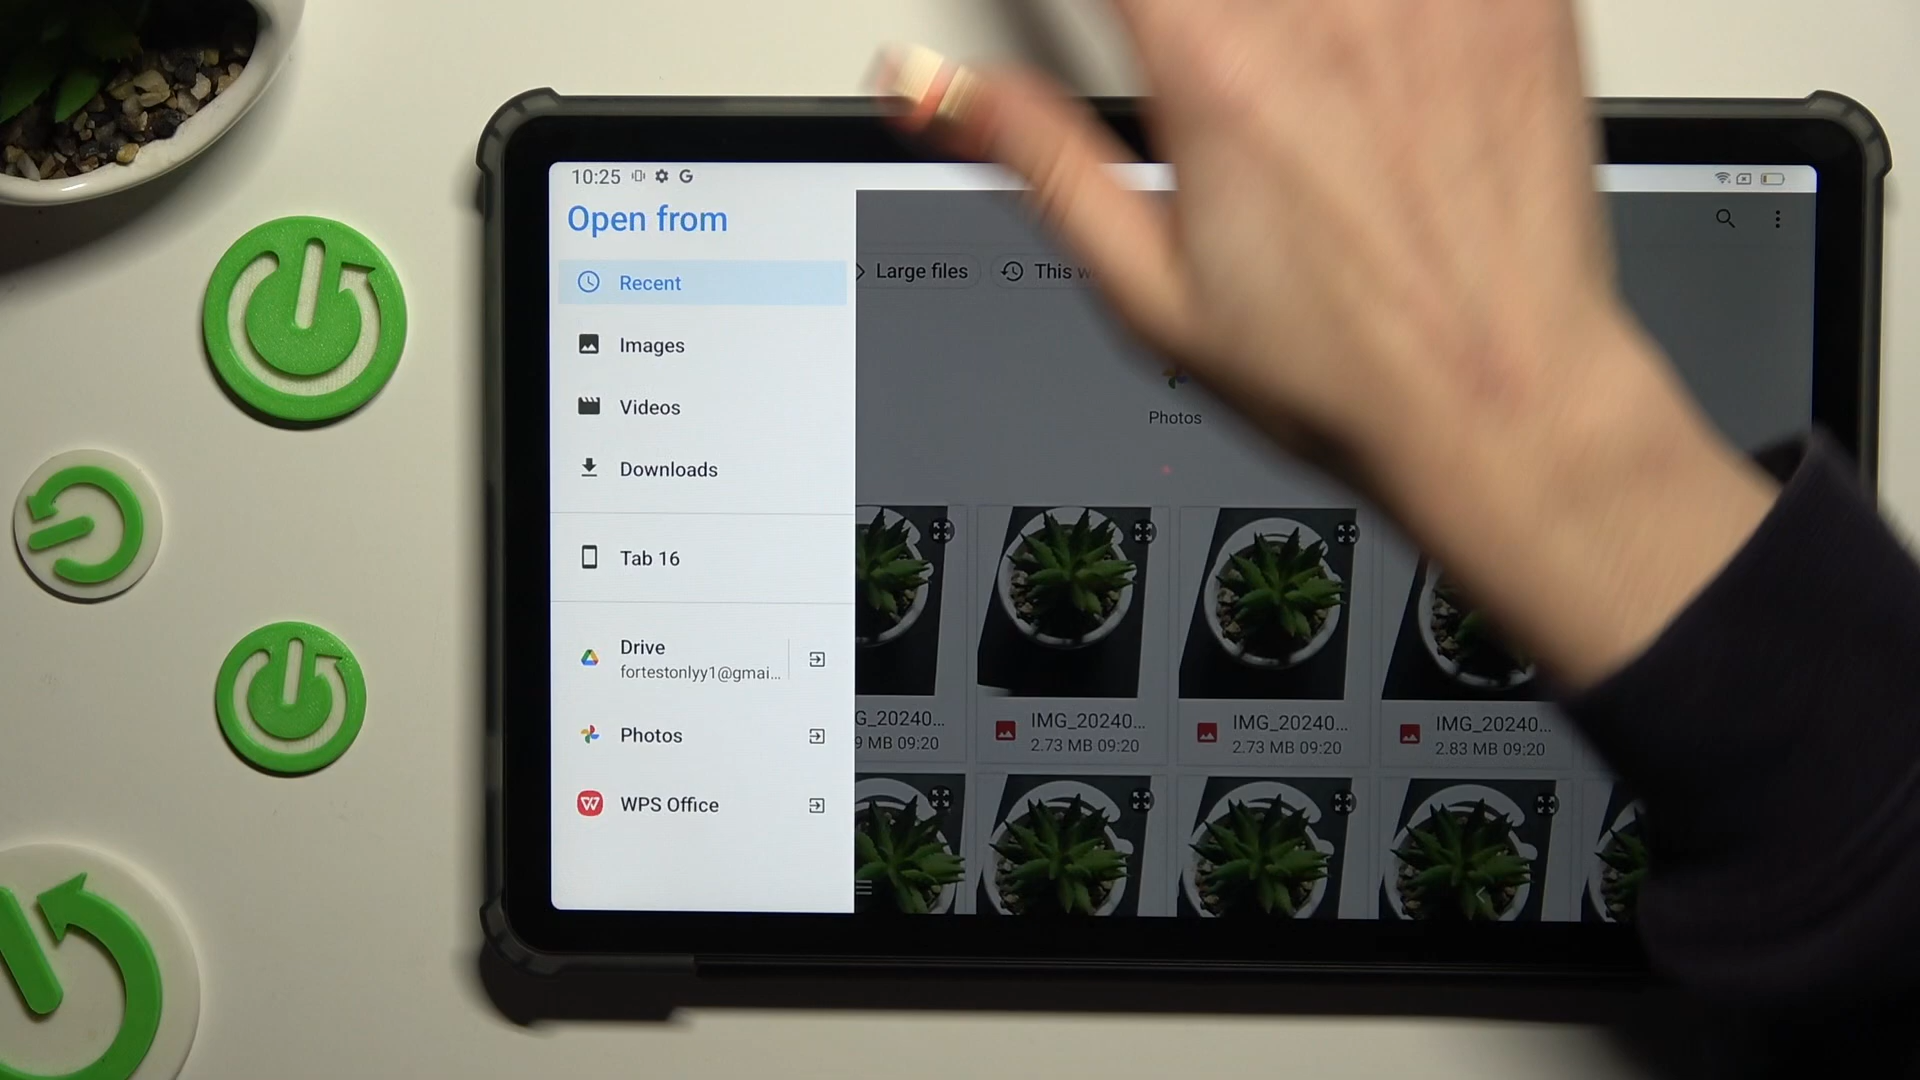 10:25
Open from
Recent
Images
Videos
Downloads
Tab 16
Drive
fortestonlyy1@gmai...
Photos
WPS Office
Large files
This w
Photos
G_20240...
9 MB 09:20
IMG_20240...
2.73 MB 09:20
IMG_20240...
2.73 MB 09:20
IMG_20240...
2.83 MB 09:20